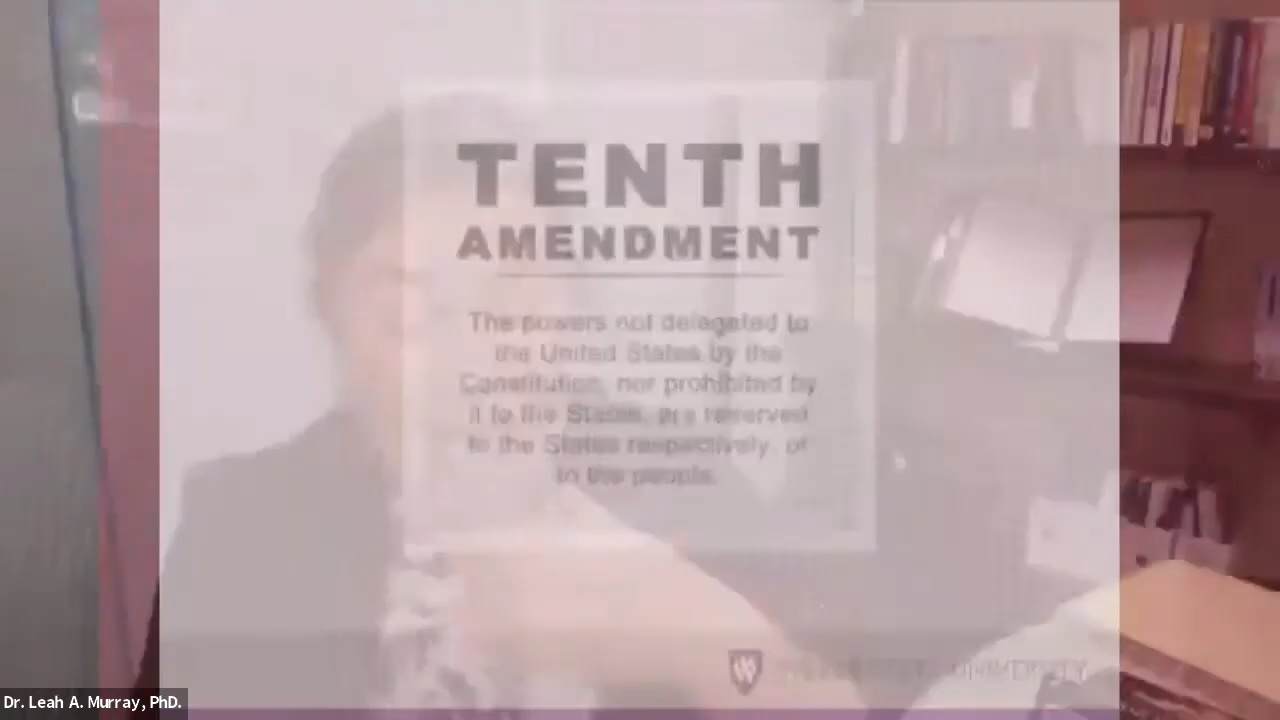 TENTH
AMENDMENT
The powers not delegated to
the United States by the
Constitution, nor prohibited by
it to the States, are reserved
to the States respectively, or
to the people.
UNIVERSITY
Dr. Leah A. Murray, PhD.